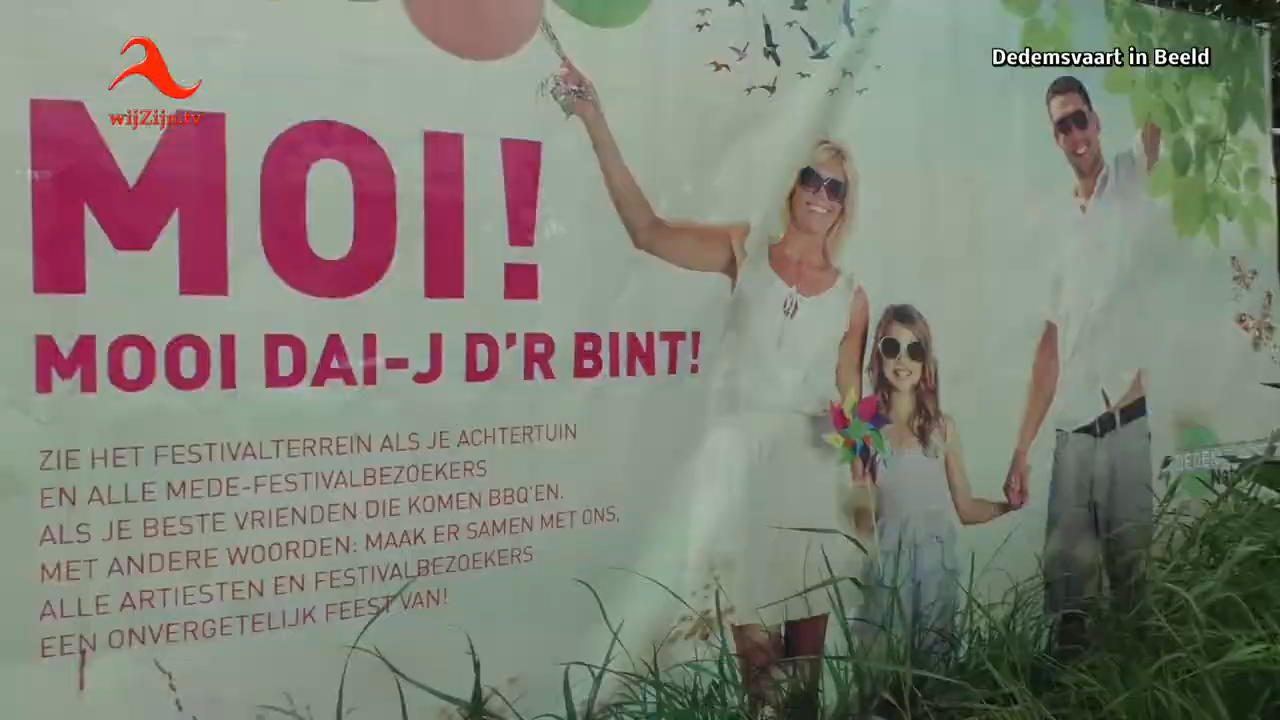 Dedemsvaart in Beeld
wijZijn.tv
MOI!
MOOI DAI-J D'R BINT!
ZIE HET FESTIVALTERREIN ALS JE ACHTERTUIN
EN ALLE MEDE-FESTIVALBEZOEKERS
ALS JE BESTE VRIENDEN DIE KOMEN BBQ'EN.
MET ANDERE WOORDEN: MAAK ER SAMEN MET ONS,
ALLE ARTIESTEN EN FESTIVALBEZOEKERS
EEN ONVERGETELIJK FEEST VAN!